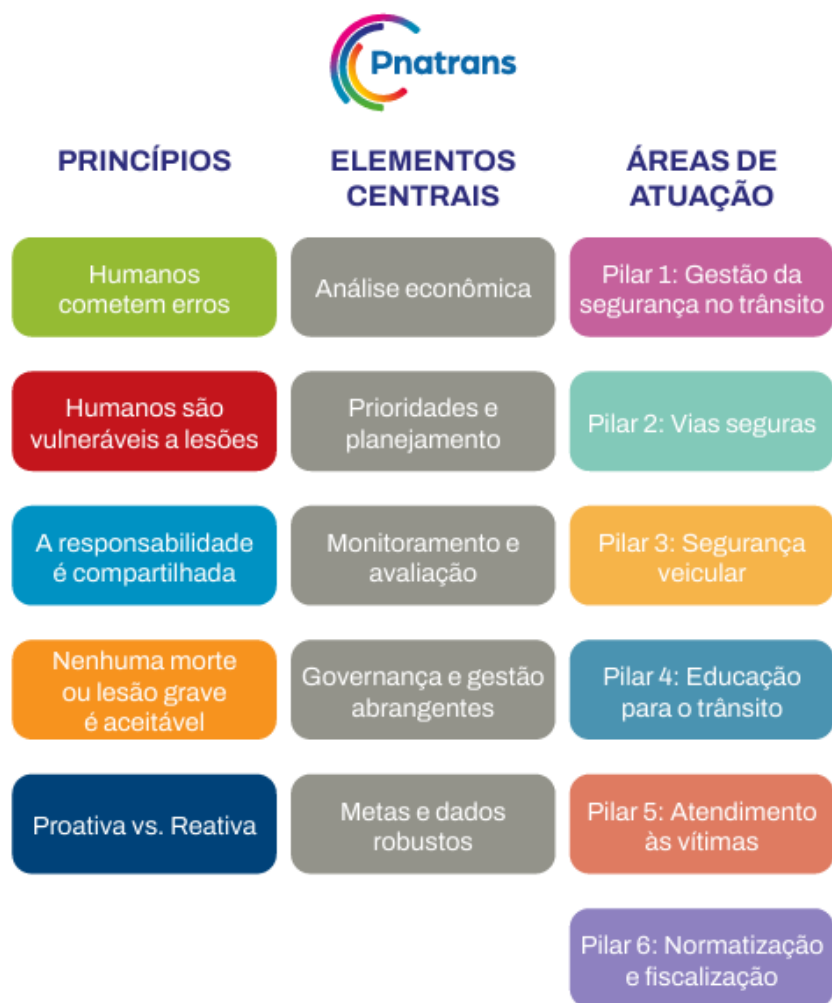 Pnatrans
PRINCÍPIOS
Humanos
cometem erros
Humanos são
vulneráveis a lesões
A responsabilidade
é compartilhada
Nenhuma morte
ou lesão grave
é aceitável
Proativa vs. Reativa
ELEMENTOS
CENTRAIS
Análise econômica
Prioridades e
planejamento
Monitoramento e
avaliação
Governança e gestão
abrangentes
Metas e dados
robustos
ÁREAS DE
ATUAÇÃO
Pilar 1: Gestão da
segurança no trânsito
Pilar 2: Vias seguras
Pilar 3: Segurança
veicular
Pilar 4: Educação
para o trânsito
Pilar 5: Atendimento
às vítimas
Pilar 6: Normatização
e fiscalização